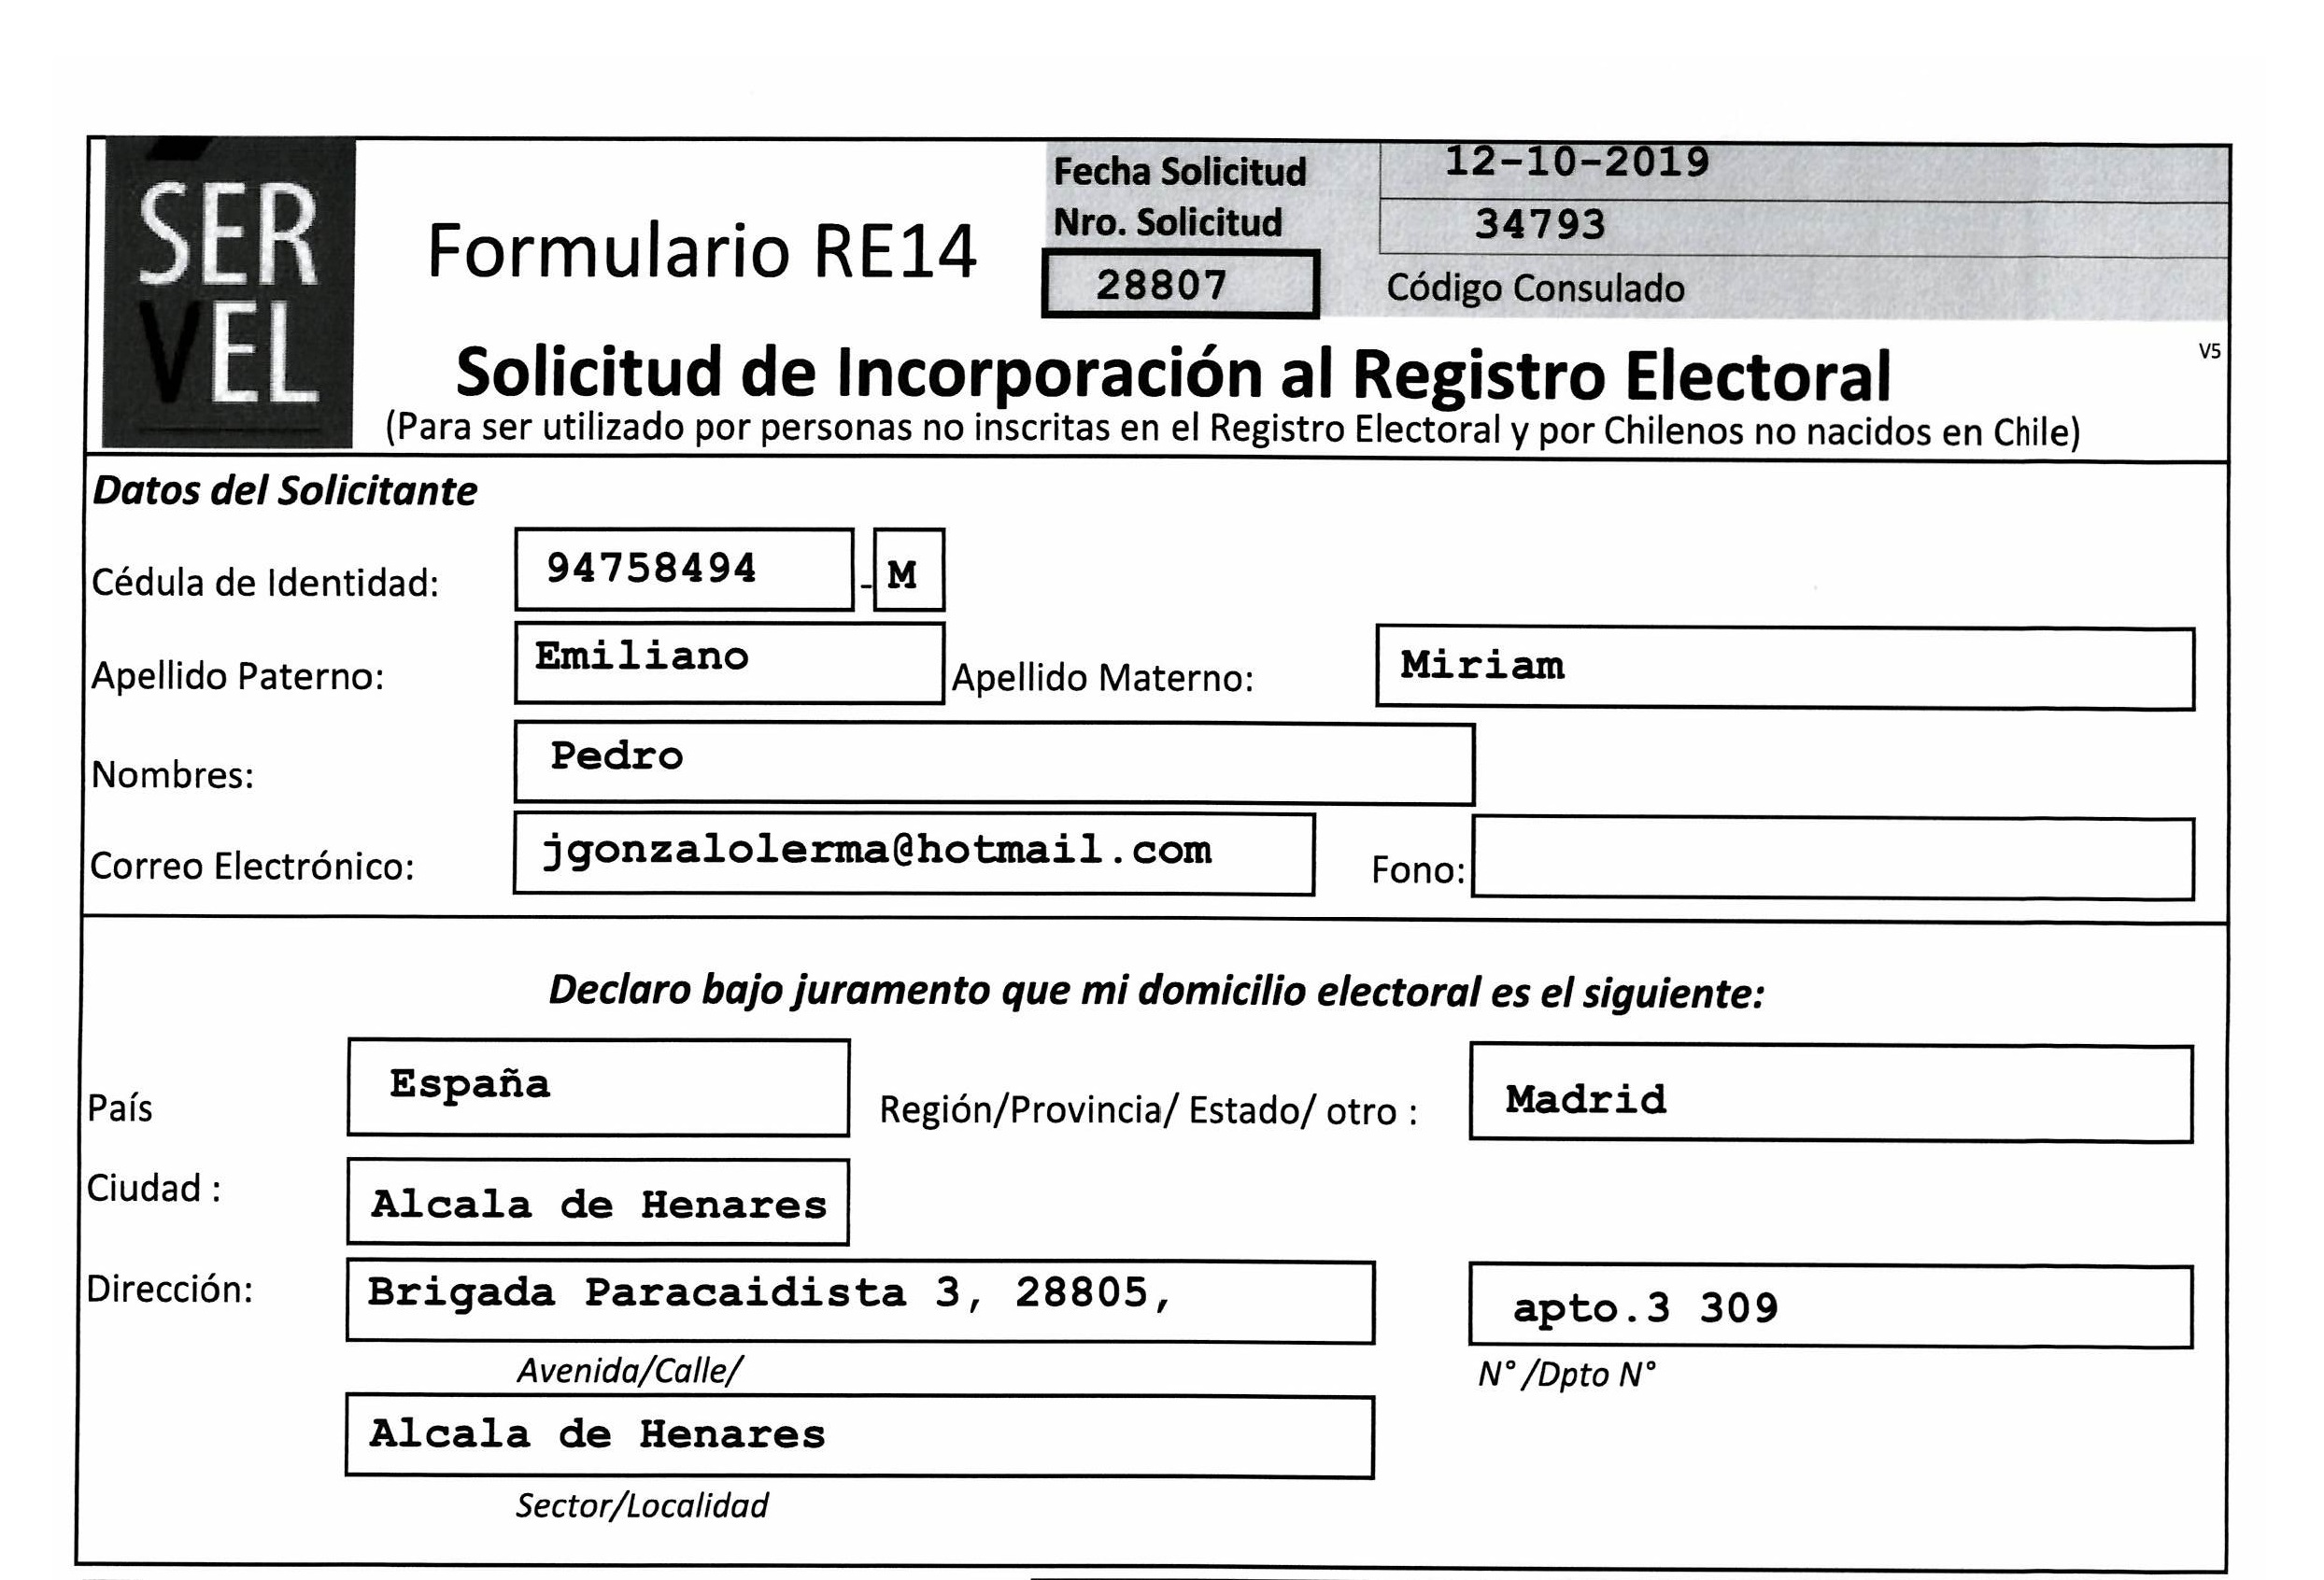 SERVEL
Formulario RE14
Fecha Solicitud 12-10-2019
Nro. Solicitud 34793
28807 Código Consulado
Solicitud de Incorporación al Registro Electoral V5
(Para ser utilizado por personas no inscritas en el Registro Electoral y por Chilenos no nacidos en Chile)
Datos del Solicitante
Cédula de Identidad: 94758494 - M
Apellido Paterno: Emiliano Apellido Materno: Miriam
Nombres: Pedro
Correo Electrónico: jgonzalolerma@hotmail.com Fono:
Declaro bajo juramento que mi domicilio electoral es el siguiente:
País España Región/Provincia/ Estado/ otro : Madrid
Ciudad : Alcala de Henares
Dirección: Brigada Paracaidista 3, 28805, apto.3 309
Avenida/Calle/ N° /Dpto N°
Alcala de Henares
Sector/Localidad